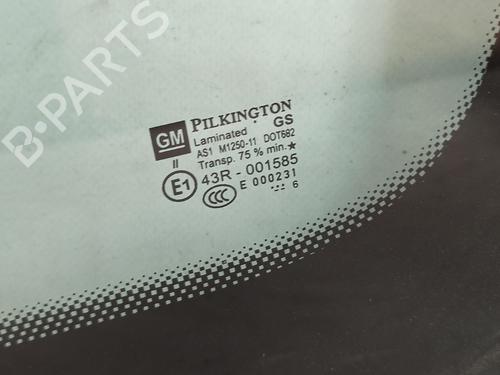 B-PARTS
GM
PILKINGTON
Laminated GS
AS1 M1250-11 DOT682
Transp. 75 % min.★
II
E1 43R - 001585
CCC E 000231
... 6